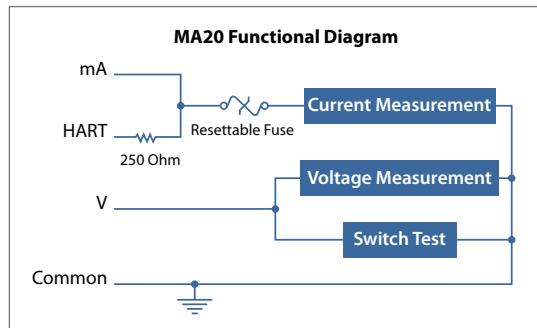 MA20 Functional Diagram
mA
Current Measurement
HART
Resettable Fuse
250 Ohm
Voltage Measurement
V
Switch Test
Common